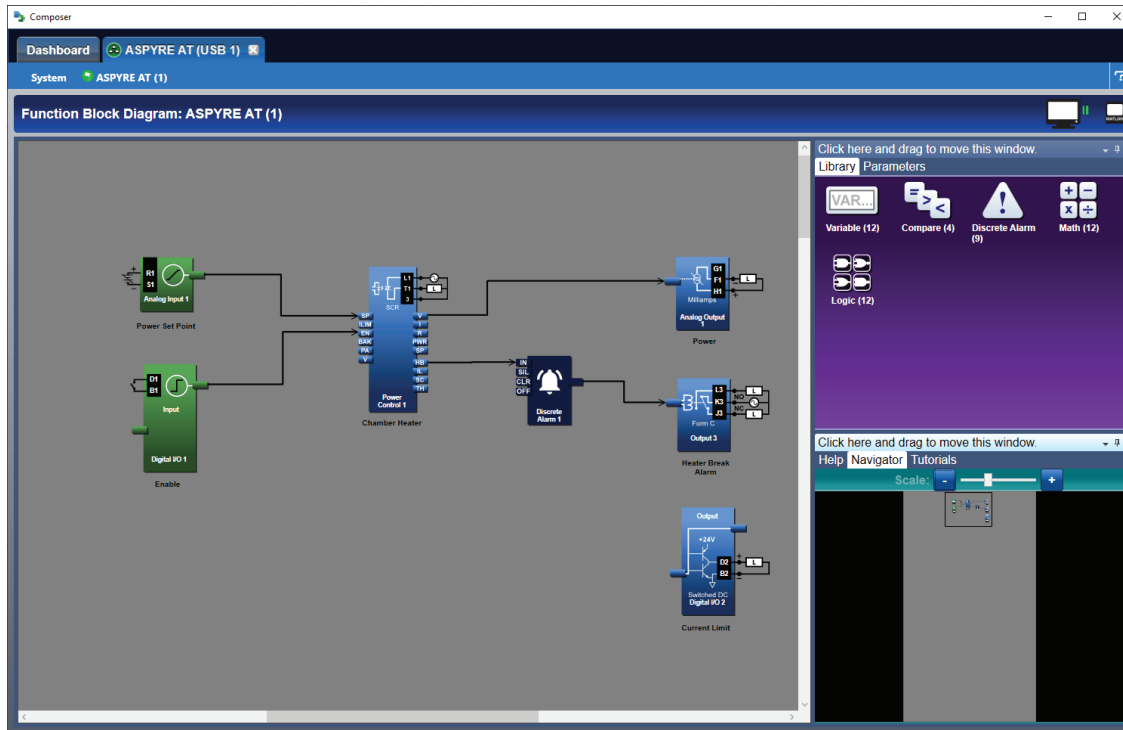 Composer
Dashboard
ASPYRE AT (USB 1)
System
ASPYRE AT (1)
Function Block Diagram: ASPYRE AT (1)
R1
S1
Analog Input 1
Power Set Point
D1
B1
Input
Digital I/O 1
Enable
L1
T1
3
L
SCR
SP
ILIM
EN
BAK
PA
V
V
I
R
PWR
SP
HB
IL
SC
TH
Power
Control 1
Chamber Heater
IN
SIL
CLR
OFF
Discrete
Alarm 1
G1
F1
H1
L
Milliamps
Analog Output
1
Power
L3
K3
J3
L
NO
NC
L
Form C
Output 3
Heater Break
Alarm
Output
+24V
D2
B2
L
Switched DC
Digital I/O 2
Current Limit
Click here and drag to move this window.
Library
Parameters
VAR...
Variable (12)
Compare (4)
Discrete Alarm
(9)
Math (12)
Logic (12)
Click here and drag to move this window.
Help
Navigator
Tutorials
Scale: